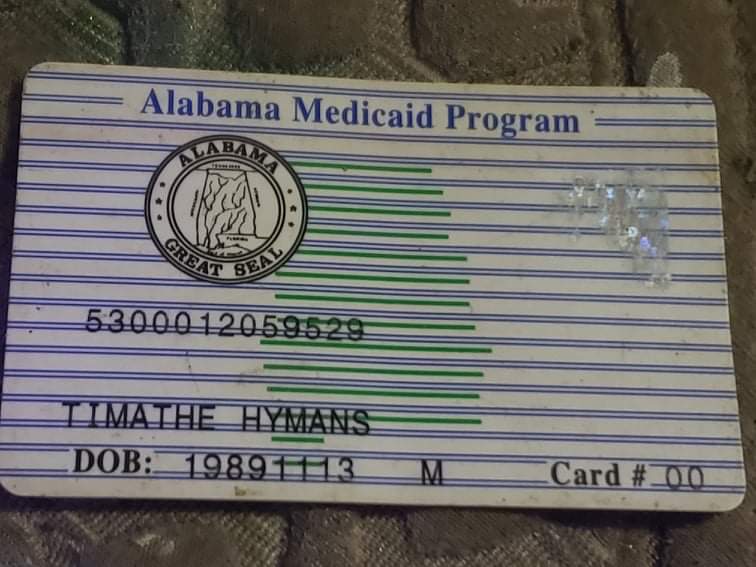 Alabama Medicaid Program
ALABAMA
GREAT SEAL
5300012059529
TIMATHE HYMANS
DOB: 19891113 M Card # 00